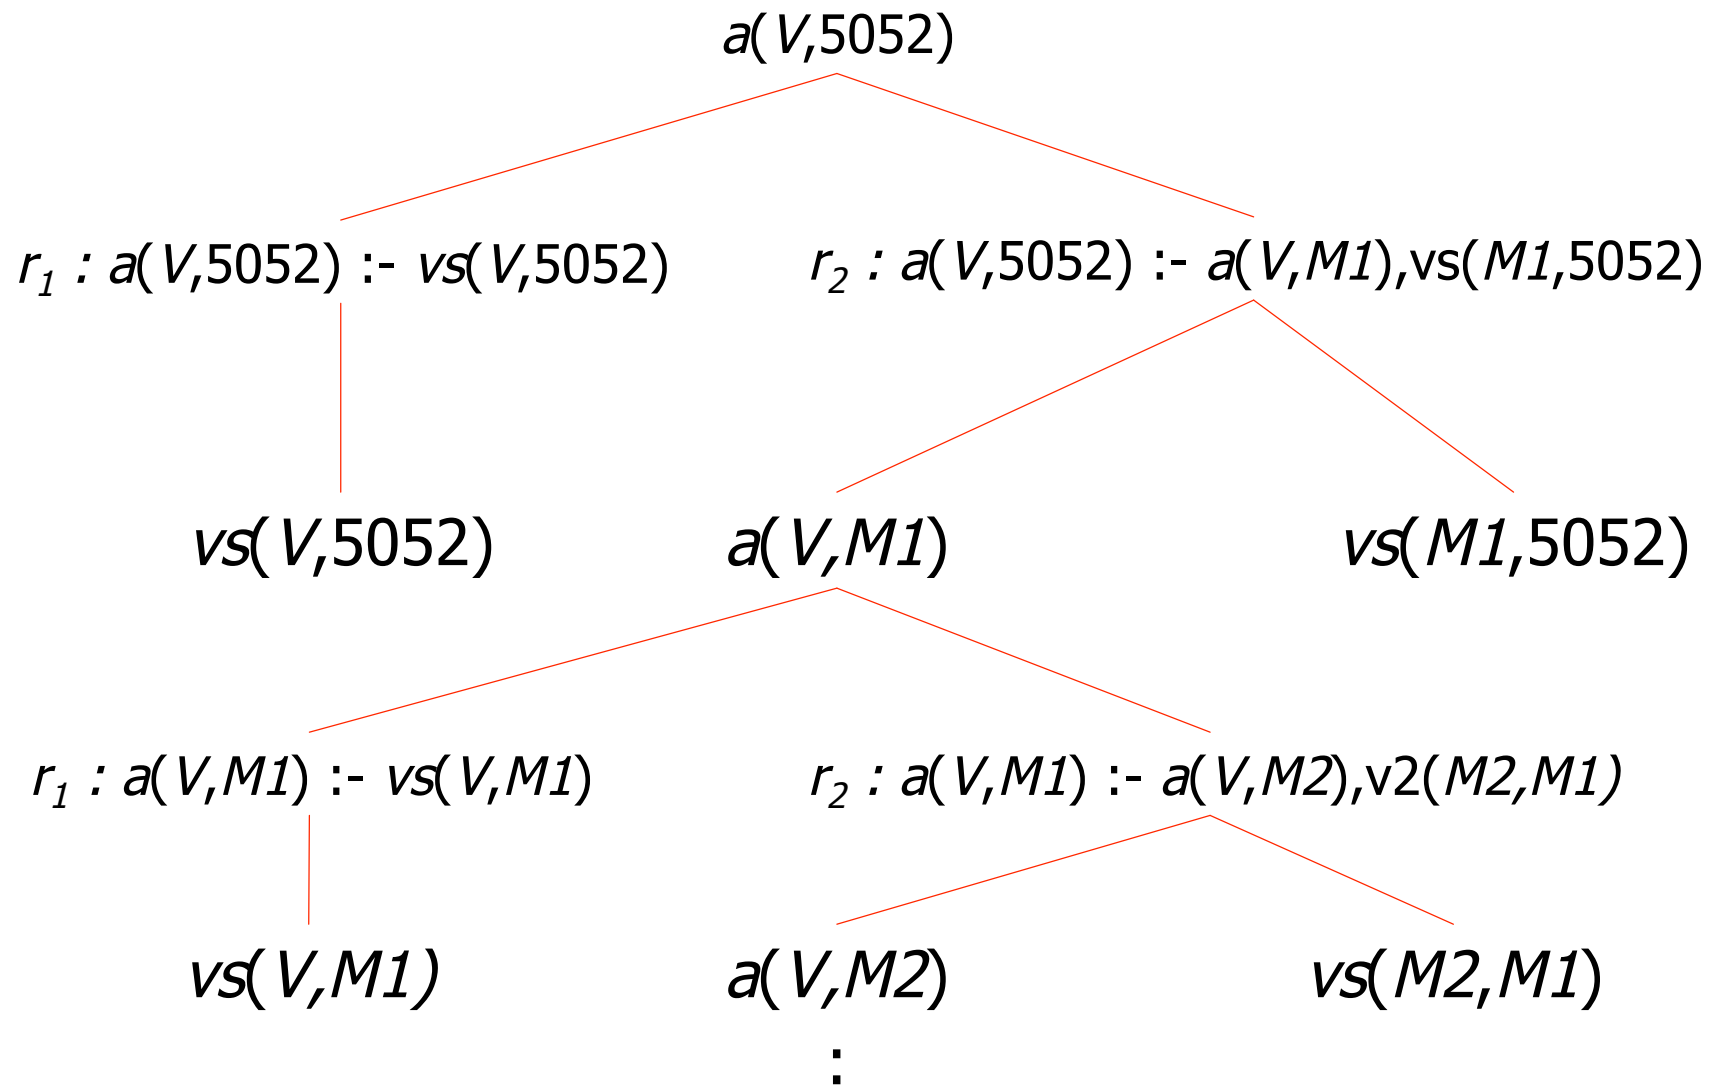 a(V,5052)
r1 : a(V,5052) :- vs(V,5052) r2 : a(V,5052) :- a(V,M1),vs(M1,5052)
vs(V,5052) a(V,M1) vs(M1,5052)
r1 : a(V,M1) :- vs(V,M1) r2 : a(V,M1) :- a(V,M2),v2(M2,M1)
vs(V,M1) a(V,M2) vs(M2,M1)
: